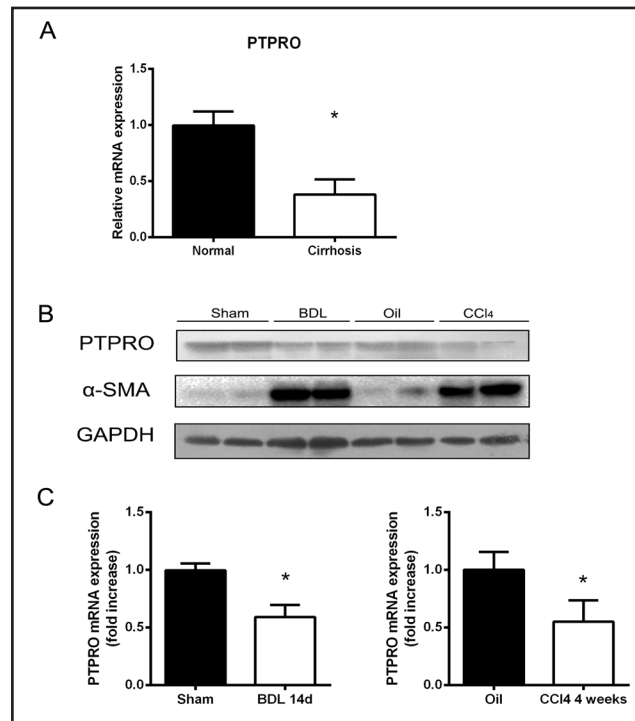 A
PTPRO
Relative mRNA expression
1.5
1.0
0.5
0.0
*
Normal Cirrhosis
B
Sham BDL Oil CCl4
PTPRO
α-SMA
GAPDH
C
PTPRO mRNA expression
(fold increase)
1.5
1.0
0.5
0.0
*
Sham BDL 14d
PTPRO mRNA expression
(fold increase)
1.5
1.0
0.5
0.0
*
Oil CCl4 4 weeks